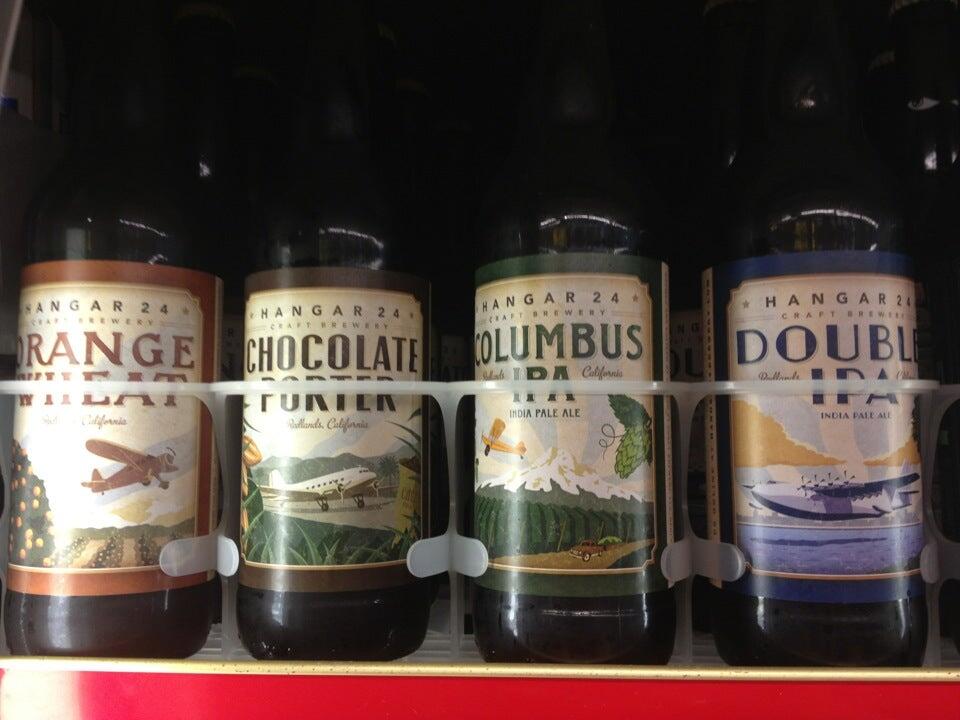 HANGAR 24
CRAFT BREWERY
ORANGE
WHEAT
California
HANGAR 24
CRAFT BREWERY
CHOCOLATE
PORTER
Redlands, California
HANGAR 24
CRAFT BREWERY
COLUMBUS
IPA
Redlands California
INDIA PALE ALE
HANGAR 24
CRAFT BREWERY
DOUBLE
IPA
Redlands
INDIA PALE ALE